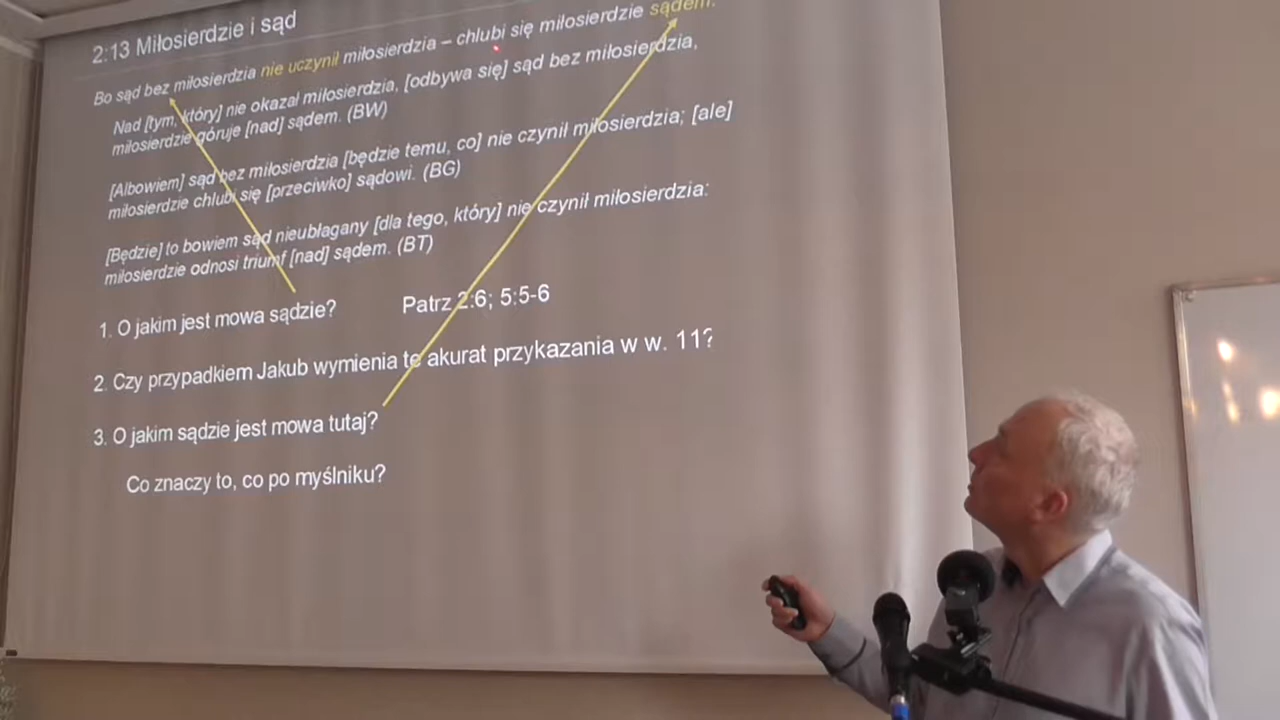 2:13 Miłosierdzie i sąd
Bo sąd bez miłosierdzia nie uczynił miłosierdzia – chlubi się miłosierdzie sądem.
Nad [tym, który] nie okazał miłosierdzia, [odbywa się] sąd bez miłosierdzia,
miłosierdzie góruje [nad] sądem. (BW)
[Albowiem] sąd bez miłosierdzia [będzie temu, co] nie czynił miłosierdzia; [ale]
miłosierdzie chlubi się [przeciwko] sądowi. (BG)
[Będzie] to bowiem sąd nieubłagany [dla tego, który] nie czynił miłosierdzia:
miłosierdzie odnosi triumf [nad] sądem. (BT)
1. O jakim jest mowa sądzie? Patrz 2:6; 5:5-6
2. Czy przypadkiem Jakub wymienia te akurat przykazania w w. 11?
3. O jakim sądzie jest mowa tutaj?
Co znaczy to, co po myślniku?